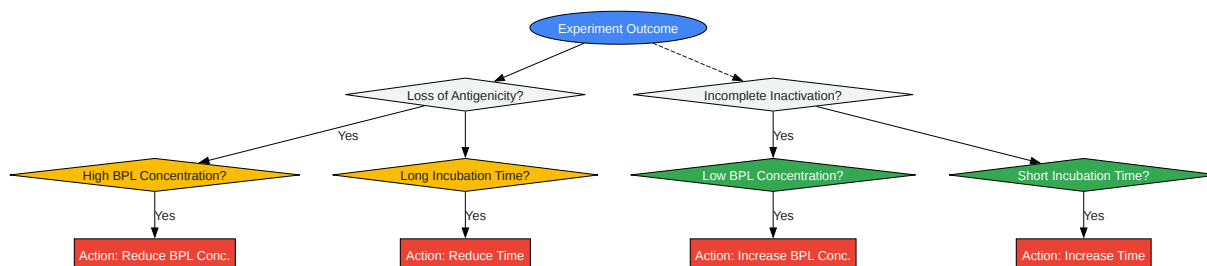 Experiment Outcome
Loss of Antigenicity?
Incomplete Inactivation?
Yes
Yes
High BPL Concentration?
Long Incubation Time?
Low BPL Concentration?
Short Incubation Time?
Yes
Yes
Yes
Yes
Action: Reduce BPL Conc.
Action: Reduce Time
Action: Increase BPL Conc.
Action: Increase Time